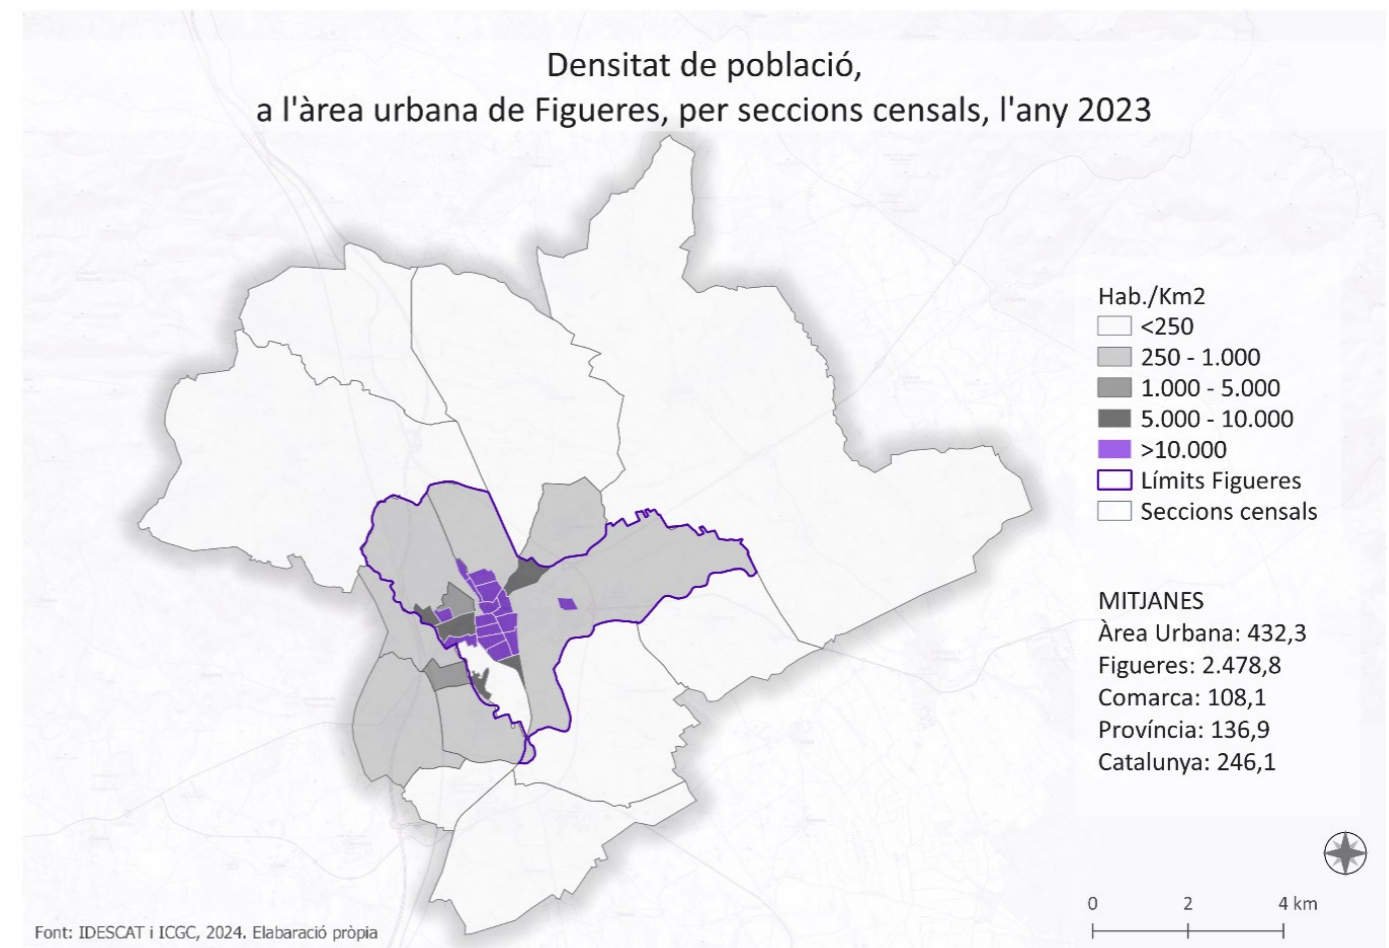 Densitat de població,
a l'àrea urbana de Figueres, per seccions censals, l'any 2023
Hab./Km2
<250
250 - 1.000
1.000 - 5.000
5.000 - 10.000
>10.000
Límits Figueres
Seccions censals
MITJANES
Àrea Urbana: 432,3
Figueres: 2.478,8
Comarca: 108,1
Província: 136,9
Catalunya: 246,1
0 2 4 km
Font: IDESCAT i ICGC, 2024. Elabaració pròpia